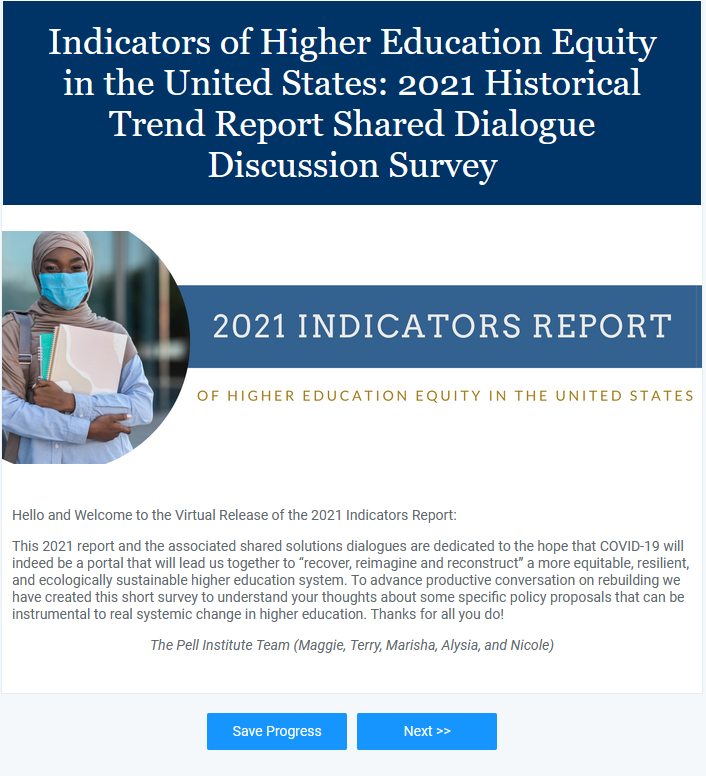 Indicators of Higher Education Equity
in the United States: 2021 Historical
Trend Report Shared Dialogue
Discussion Survey
2021 INDICATORS REPORT
OF HIGHER EDUCATION EQUITY IN THE UNITED STATES
Hello and Welcome to the Virtual Release of the 2021 Indicators Report:
This 2021 report and the associated shared solutions dialogues are dedicated to the hope that COVID-19 will
indeed be a portal that will lead us together to “recover, reimagine and reconstruct” a more equitable, resilient,
and ecologically sustainable higher education system. To advance productive conversation on rebuilding we
have created this short survey to understand your thoughts about some specific policy proposals that can be
instrumental to real systemic change in higher education. Thanks for all you do!
The Pell Institute Team (Maggie, Terry, Marisha, Alysia, and Nicole)
Save Progress
Next >>